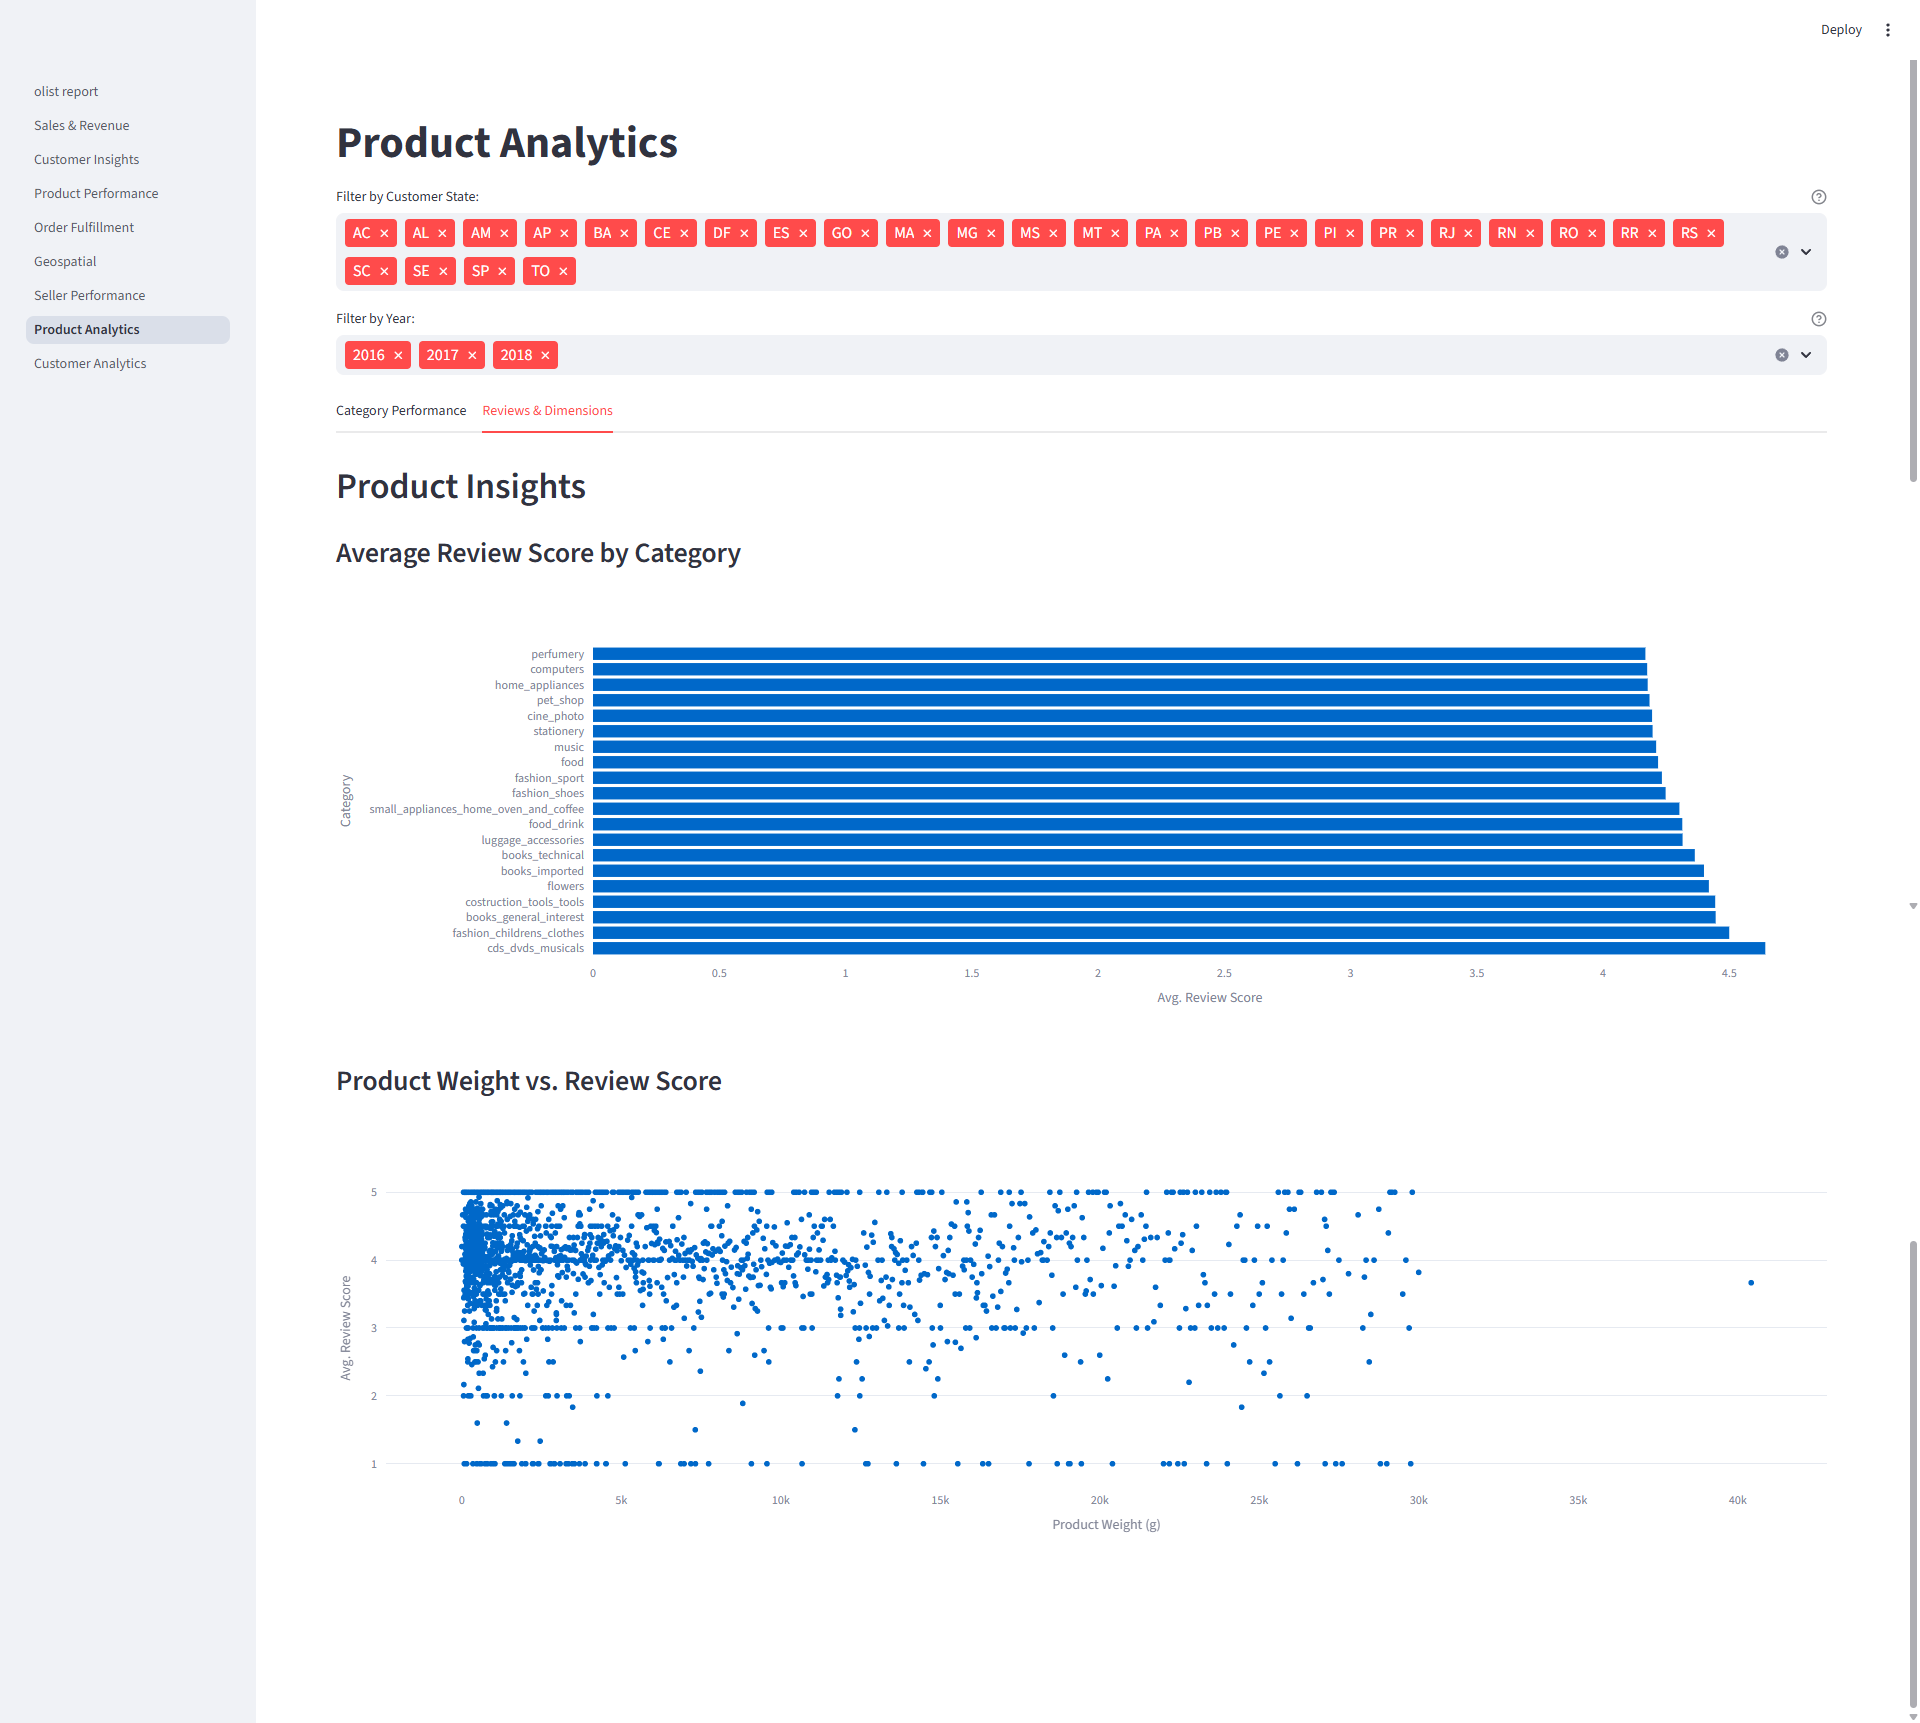 Deploy
olist report
Sales & Revenue
Customer Insights
Product Performance
Order Fulfillment
Geospatial
Seller Performance
Product Analytics
Customer Analytics
Product Analytics
Filter by Customer State:
AC AL AM AP BA CE DF ES GO MA MG MS MT PA PB PE PI PR RJ RN RO RR RS
SC SE SP TO
Filter by Year:
2016 2017 2018
Category Performance Reviews & Dimensions
Product Insights
Average Review Score by Category
Category
perfumery
computers
home_appliances
pet_shop
cine_photo
stationery
music
food
fashion_sport
fashion_shoes
small_appliances_home_oven_and_coffee
food_drink
luggage_accessories
books_technical
books_imported
flowers
costruction_tools_tools
books_general_interest
fashion_childrens_clothes
cds_dvds_musicals
0 0.5 1 1.5 2 2.5 3 3.5 4 4.5
Avg. Review Score
Product Weight vs. Review Score
Avg. Review Score
5
4
3
2
1
0 5k 10k 15k 20k 25k 30k 35k 40k
Product Weight (g)